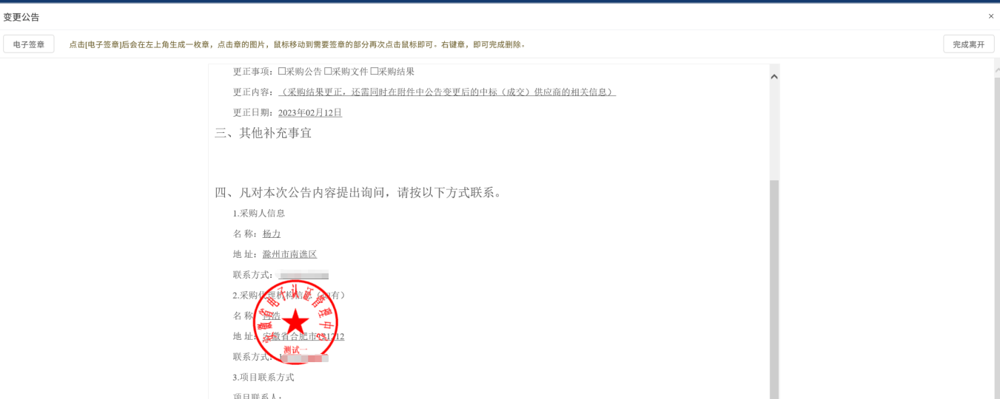 变更公告
×
电子签章
点击[电子签章]后会在左上角生成一枚章，点击章的图片，鼠标移动到需要签章的部分再次点击鼠标即可。右键章，即可完成删除。
完成离开
更正事项：☐采购公告 ☐采购文件 ☐采购结果
更正内容：（采购结果更正，还需同时在附件中公告变更后的中标（成交）供应商的相关信息）
更正日期：2023年02月12日
三、其他补充事宜
四、凡对本次公告内容提出询问，请按以下方式联系。
1.采购人信息
名 称：杨力
地 址：滁州市南谯区
联系方式：
2.采购代理机构信息（如有）
名 称
地 址：安徽省合肥市231212
联系方式：1
3.项目联系方式
项目联系人：
安徽省电子认证管理中心
测试一